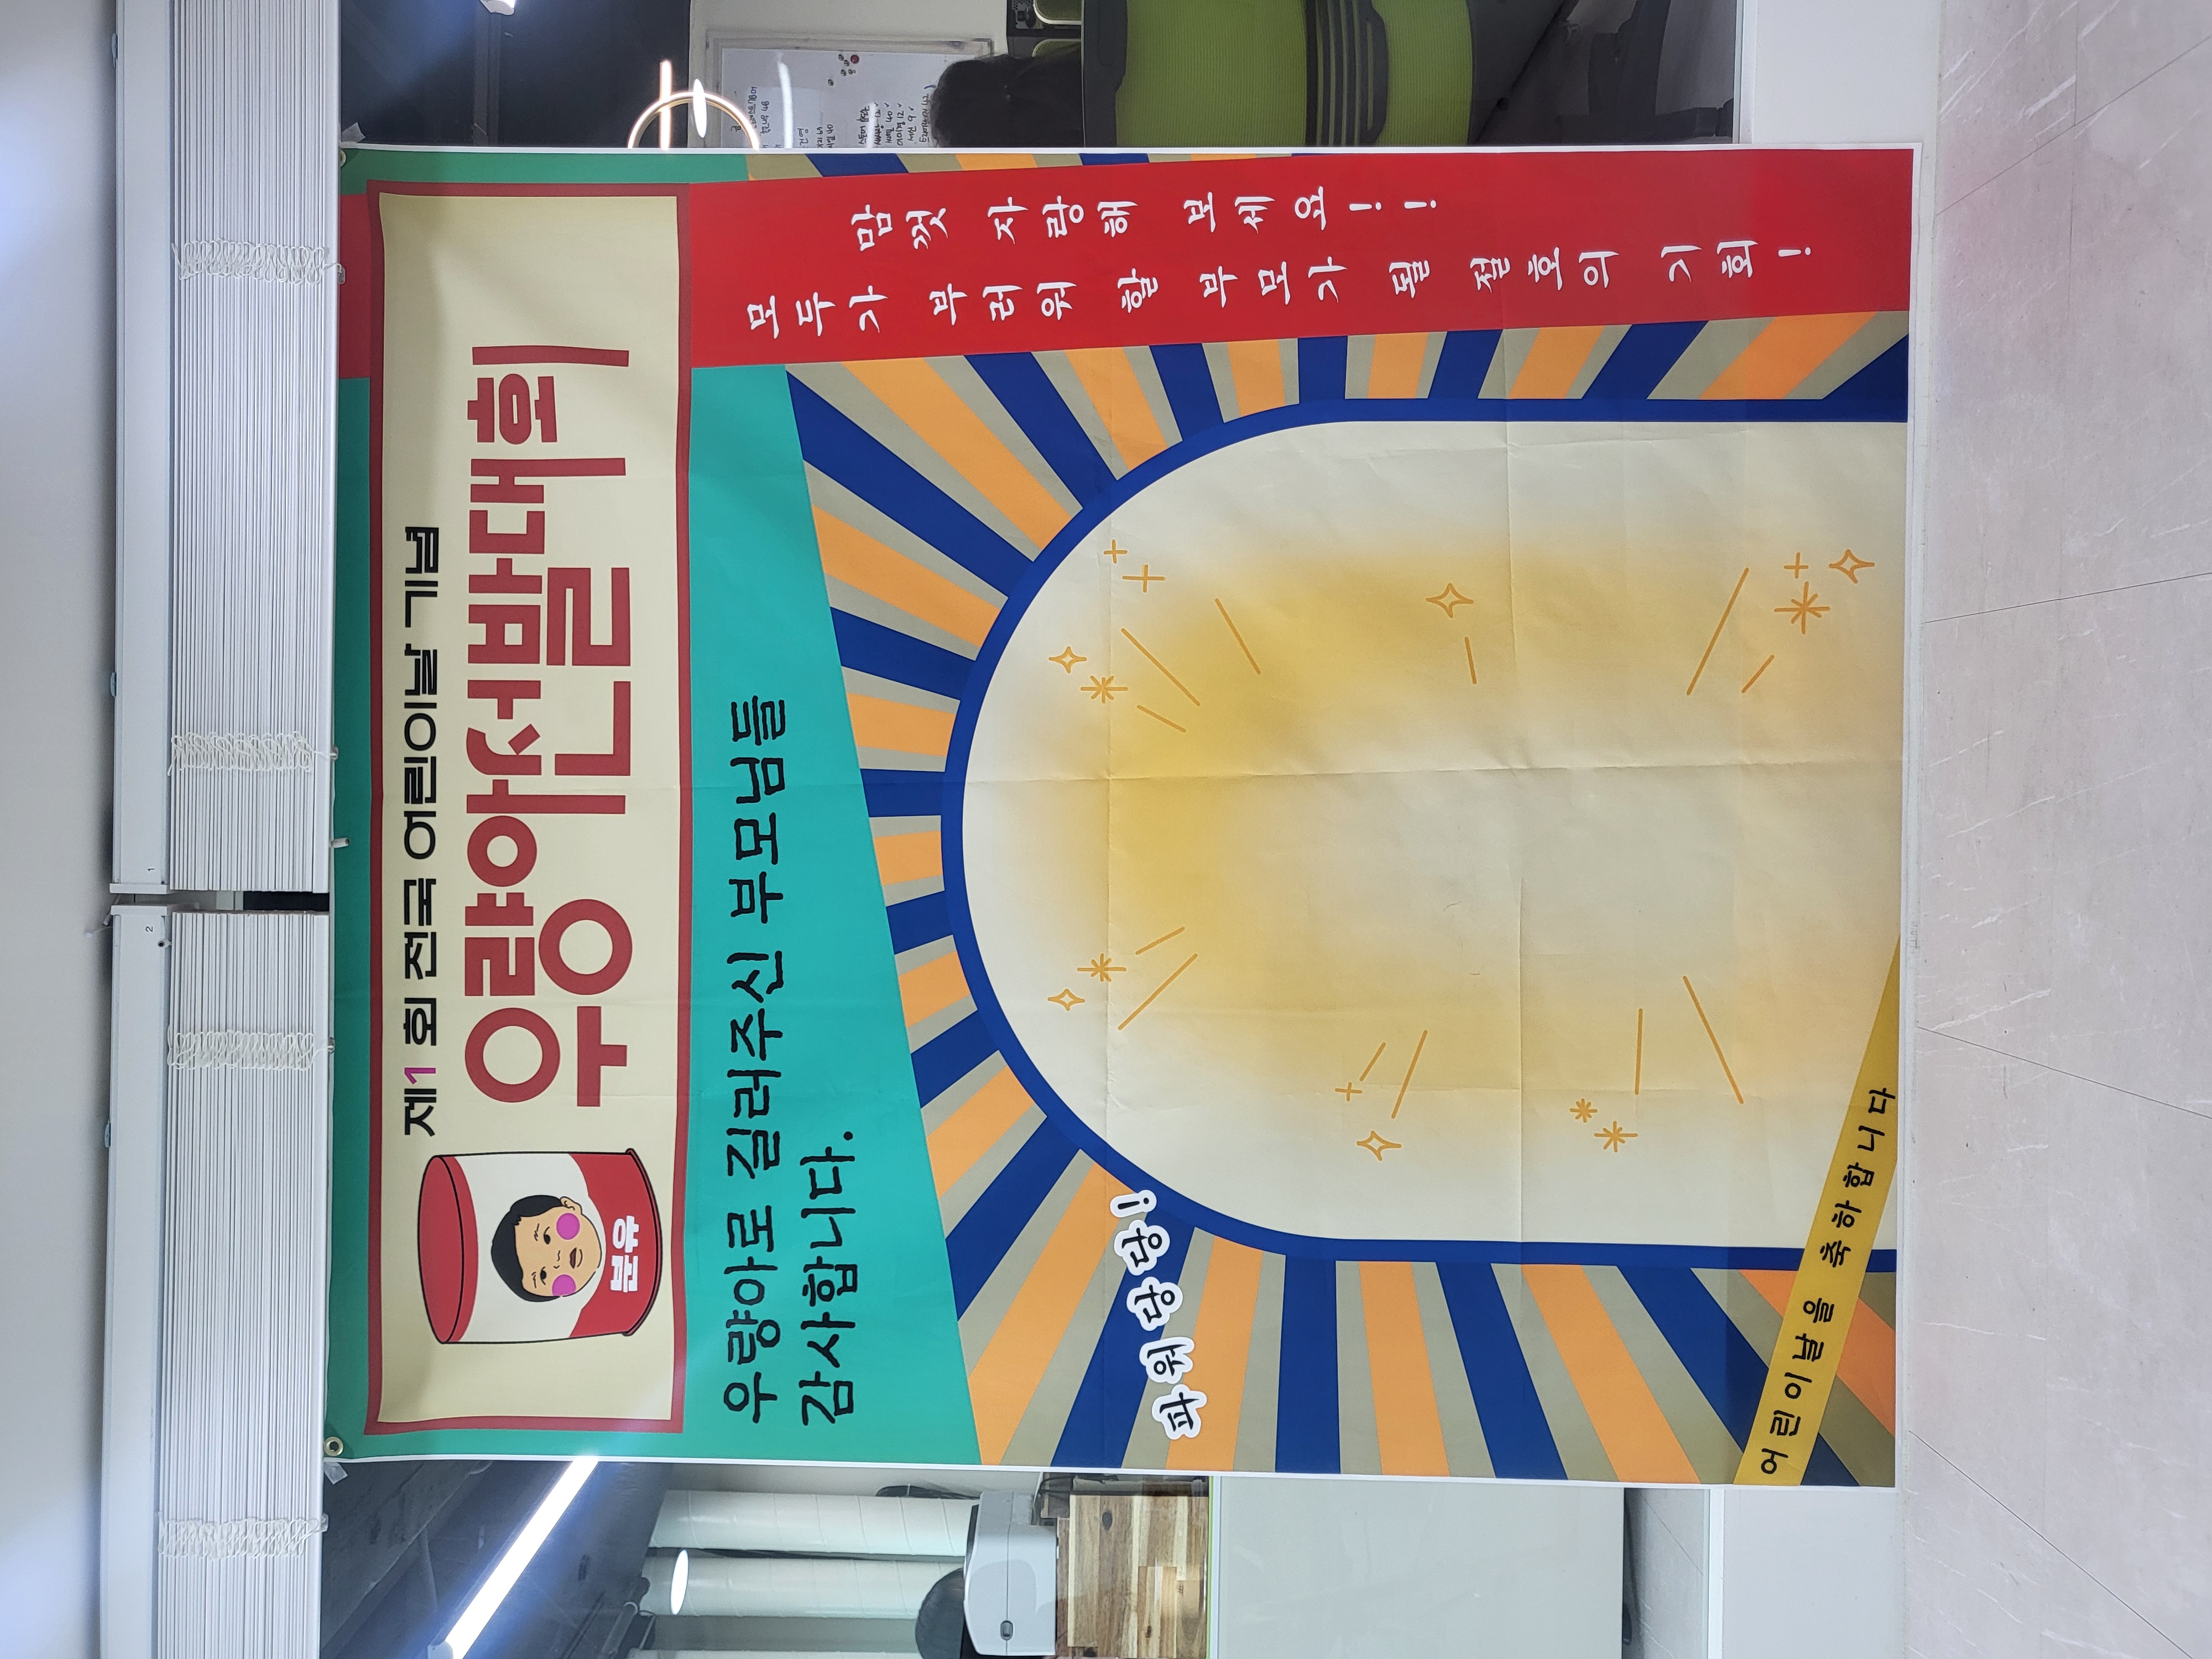 제1 회 전국 어린이날 기념
우량아선발대회
분유
우량아로 길러주신 부모님들
감사합니다.
모두가 부러워 할 부모가 될 절호의 기회!
맘껏 자랑해 보세요!!
파워당당!
어린이날을 축하합니다